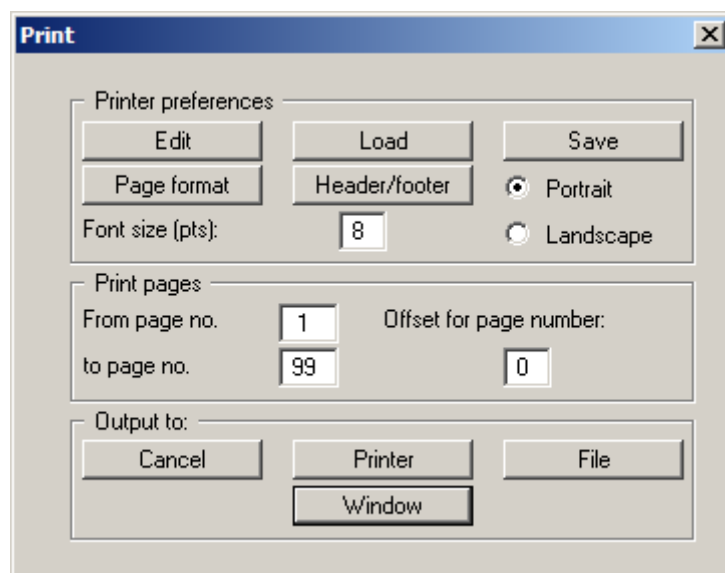 Print
Printer preferences
Edit Load Save
Page format Header/footer Portrait
Font size (pts): 8 Landscape
Print pages
From page no. 1 Offset for page number:
to page no. 99 0
Output to:
Cancel Printer File
Window